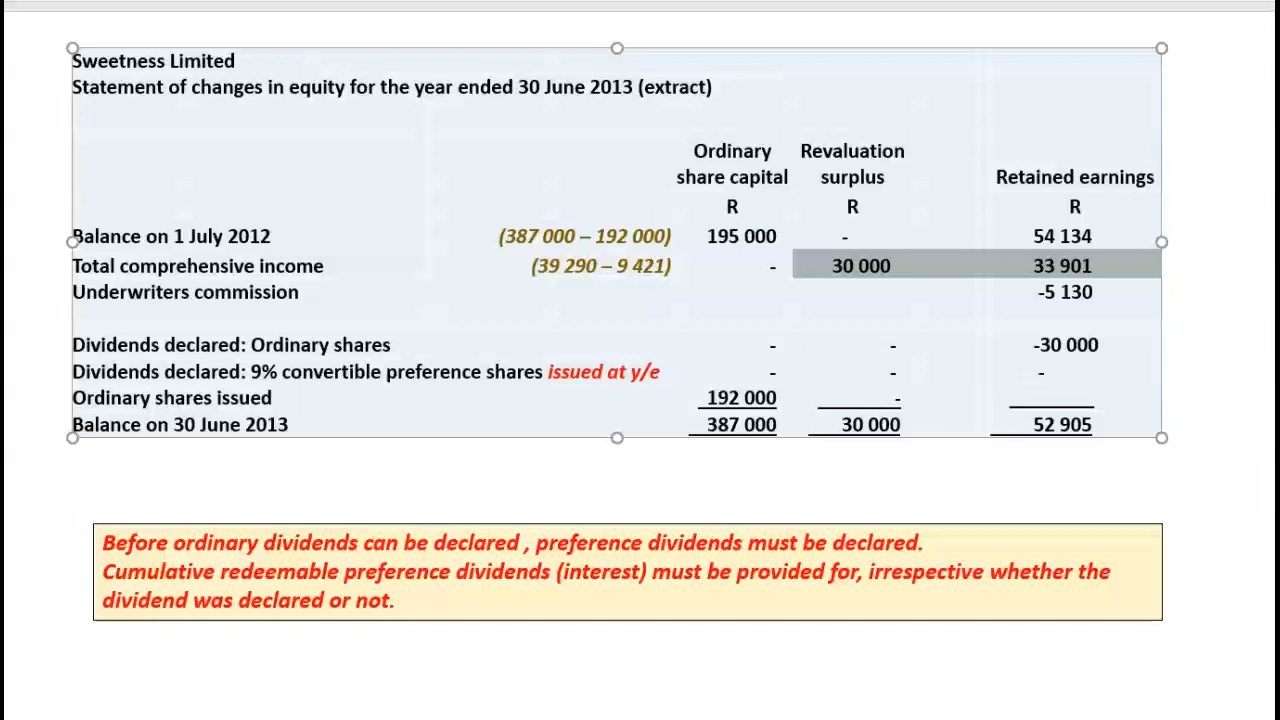 Sweetness Limited
Statement of changes in equity for the year ended 30 June 2013 (extract)
Ordinary Revaluation
share capital surplus Retained earnings
R R R
Balance on 1 July 2012 (387 000 – 192 000) 195 000 - 54 134
Total comprehensive income (39 290 – 9 421) - 30 000 33 901
Underwriters commission -5 130
Dividends declared: Ordinary shares - - -30 000
Dividends declared: 9% convertible preference shares issued at y/e - - -
Ordinary shares issued 192 000 -
Balance on 30 June 2013 387 000 30 000 52 905
Before ordinary dividends can be declared , preference dividends must be declared.
Cumulative redeemable preference dividends (interest) must be provided for, irrespective whether the
dividend was declared or not.